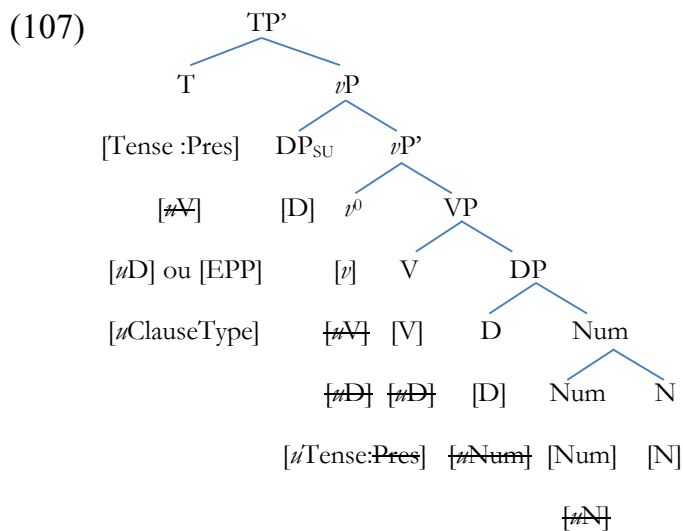 (107) TP’
T vP
[Tense :Pres] DPSU vP’
[uV] [D] v0 VP
[uD] ou [EPP] [v] V DP
[uClauseType] [uV] [V] D Num
[uD] [uD] [D] Num N
[uTense:Pres] [uNum] [Num] [N]
[uN]